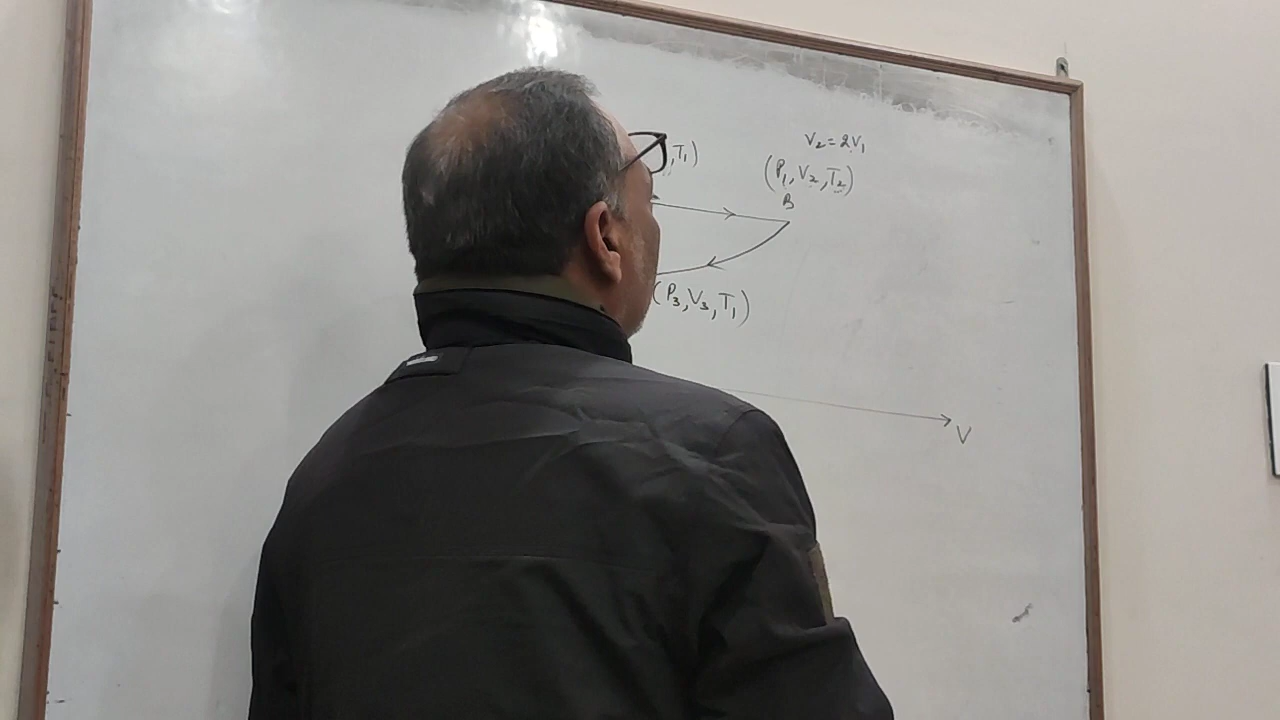 V₂=2V₁
,T₁)
(P₁,V₂,T₂)
B
(P₃,V₃,T₁)
V